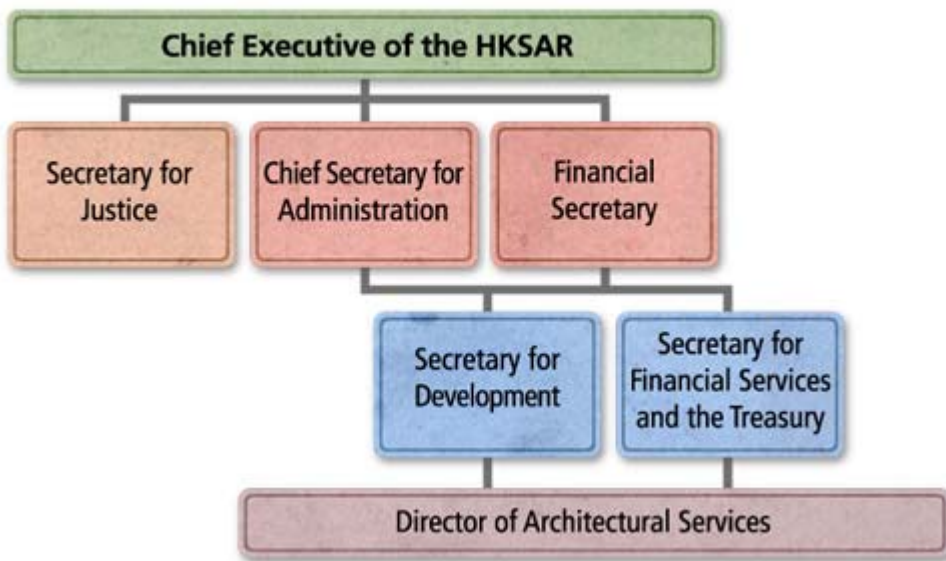 Chief Executive of the HKSAR
Secretary for
Justice
Chief Secretary for
Administration
Financial
Secretary
Secretary for
Development
Secretary for
Financial Services
and the Treasury
Director of Architectural Services